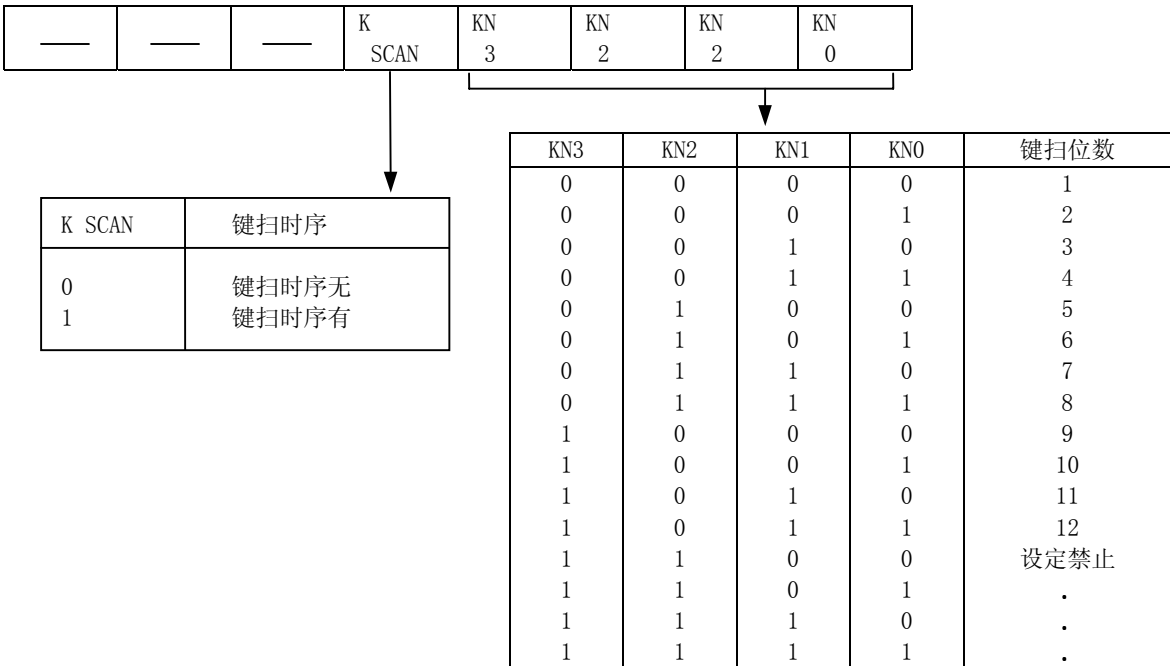 K KN KN KN KN
SCAN 3 2 2 0
KN3 KN2 KN1 KN0 键扫位数
0 0 0 0 1
0 0 0 1 2
0 0 1 0 3
0 0 1 1 4
0 1 0 0 5
0 1 0 1 6
0 1 1 0 7
0 1 1 1 8
1 0 0 0 9
1 0 0 1 10
1 0 1 0 11
1 0 1 1 12
1 1 0 0 设定禁止
1 1 0 1 .
1 1 1 0 .
1 1 1 1 .
K SCAN 键扫时序
0 键扫时序无
1 键扫时序有